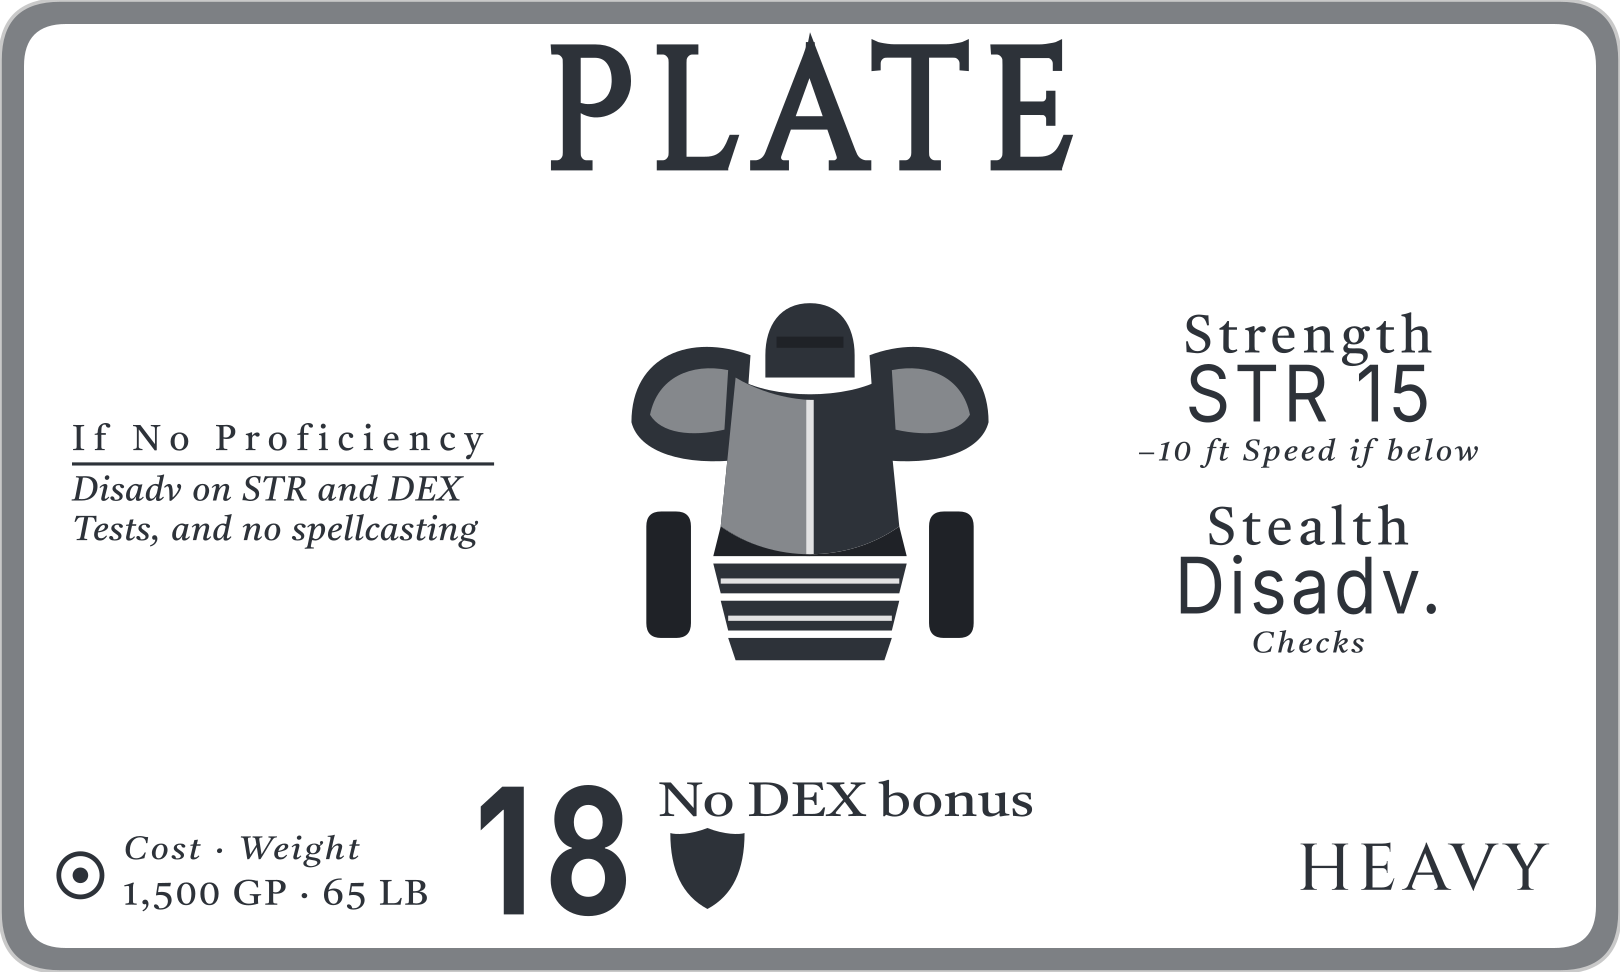 PLATE
If No Proficiency
Disadv on STR and DEX
Tests, and no spellcasting
Strength
STR 15
–10 ft Speed if below
Stealth
Disadv.
Checks
Cost · Weight
1,500 GP · 65 LB
18
No DEX bonus
HEAVY